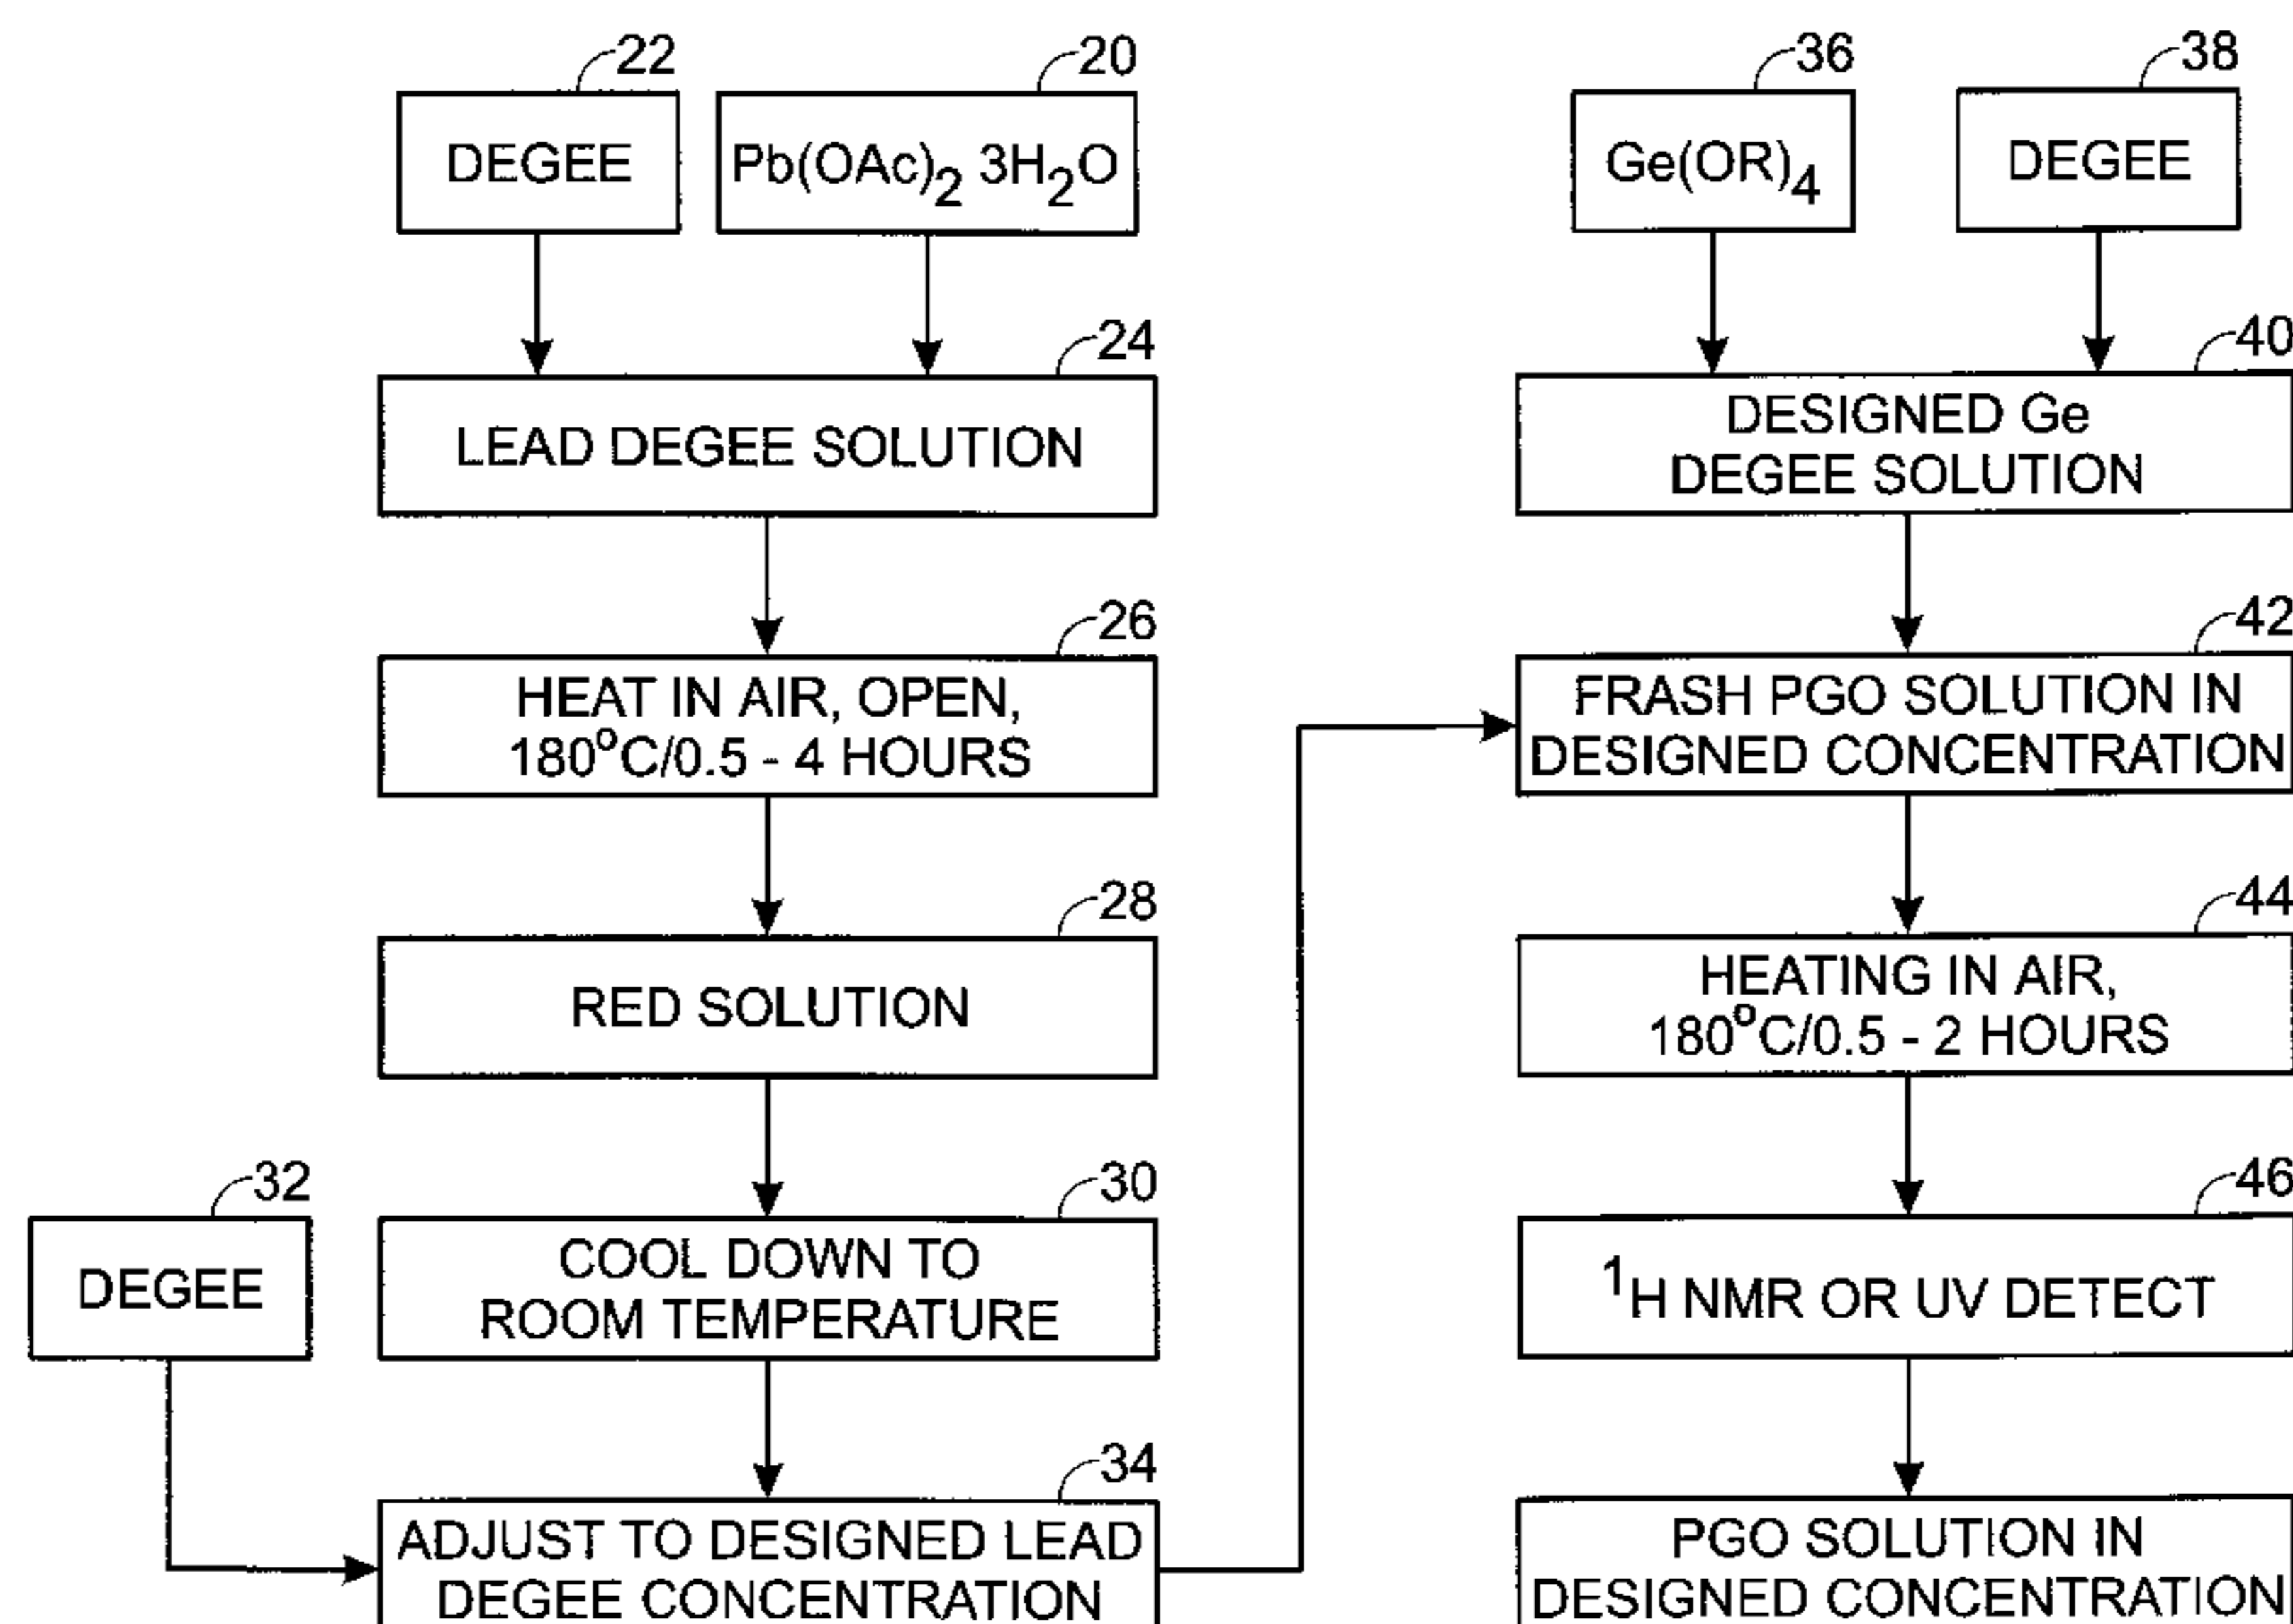 22
DEGEE
20
Pb(OAc)2 3H2O
24
LEAD DEGEE SOLUTION
26
HEAT IN AIR, OPEN,
180°C/0.5 - 4 HOURS
28
RED SOLUTION
30
COOL DOWN TO
ROOM TEMPERATURE
32
DEGEE
34
ADJUST TO DESIGNED LEAD
DEGEE CONCENTRATION
36
Ge(OR)4
38
DEGEE
40
DESIGNED Ge
DEGEE SOLUTION
42
FRASH PGO SOLUTION IN
DESIGNED CONCENTRATION
44
HEATING IN AIR,
180°C/0.5 - 2 HOURS
46
1H NMR OR UV DETECT
PGO SOLUTION IN
DESIGNED CONCENTRATION